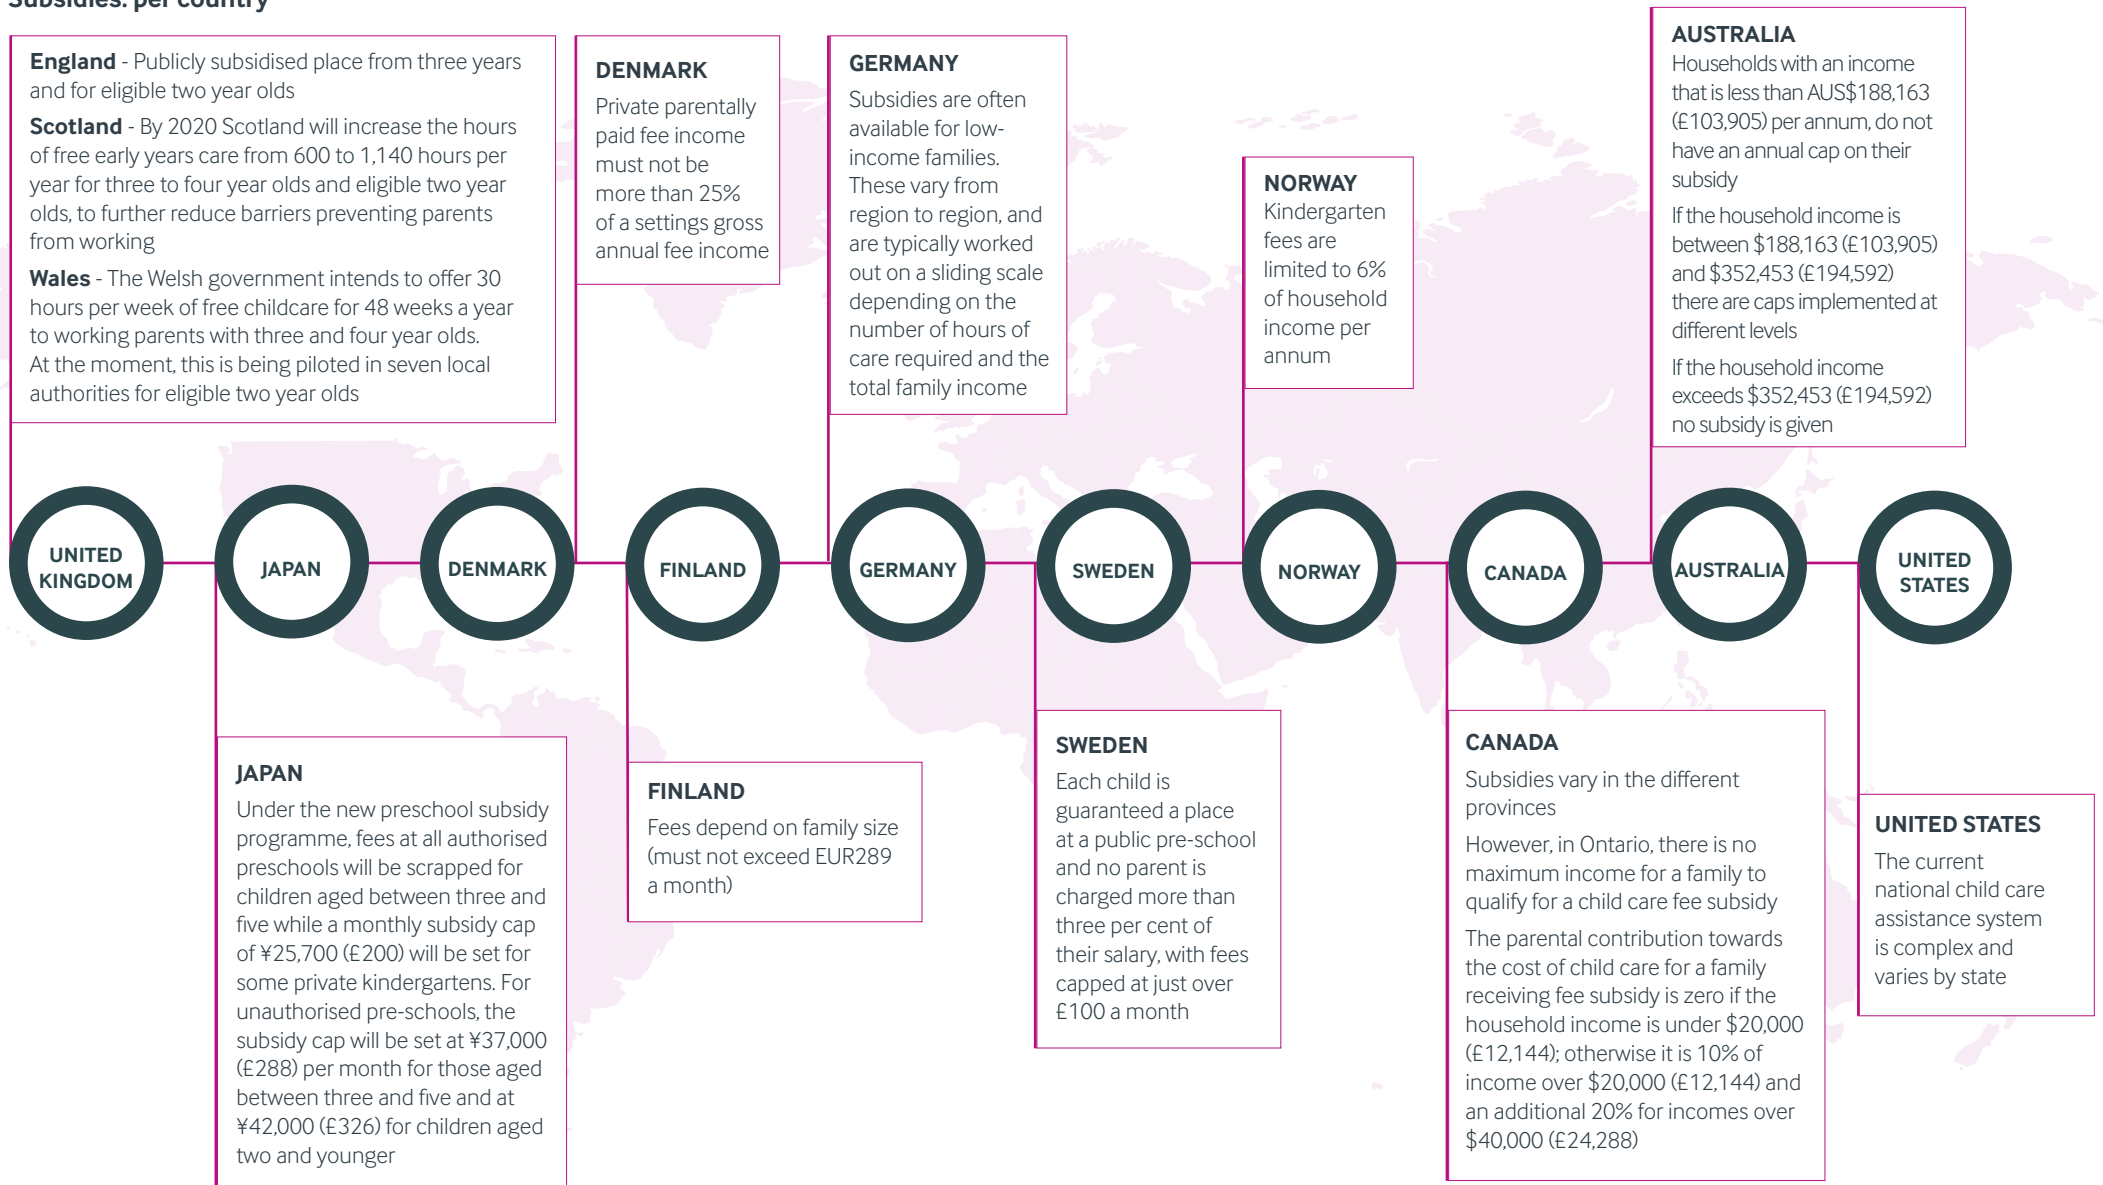 Subsidies: per country
England - Publicly subsidised place from three years
and for eligible two year olds
Scotland - By 2020 Scotland will increase the hours
of free early years care from 600 to 1,140 hours per
year for three to four year olds and eligible two year
olds, to further reduce barriers preventing parents
from working
Wales - The Welsh government intends to offer 30
hours per week of free childcare for 48 weeks a year
to working parents with three and four year olds.
At the moment, this is being piloted in seven local
authorities for eligible two year olds
DENMARK
Private parentally
paid fee income
must not be
more than 25%
of a settings gross
annual fee income
GERMANY
Subsidies are often
available for low-
income families.
These vary from
region to region, and
are typically worked
out on a sliding scale
depending on the
number of hours of
care required and the
total family income
NORWAY
Kindergarten
fees are
limited to 6%
of household
income per
annum
AUSTRALIA
Households with an income
that is less than AUS$188,163
(£103,905) per annum, do not
have an annual cap on their
subsidy
If the household income is
between $188,163 (£103,905)
and $352,453 (£194,592)
there are caps implemented at
different levels
If the household income
exceeds $352,453 (£194,592)
no subsidy is given
UNITED
KINGDOM
JAPAN
DENMARK
FINLAND
GERMANY
SWEDEN
NORWAY
CANADA
AUSTRALIA
UNITED
STATES
JAPAN
Under the new preschool subsidy
programme, fees at all authorised
preschools will be scrapped for
children aged between three and
five while a monthly subsidy cap
of ¥25,700 (£200) will be set for
some private kindergartens. For
unauthorised pre-schools, the
subsidy cap will be set at ¥37,000
(£288) per month for those aged
between three and five and at
¥42,000 (£326) for children aged
two and younger
FINLAND
Fees depend on family size
(must not exceed EUR289
a month)
SWEDEN
Each child is
guaranteed a place
at a public pre-school
and no parent is
charged more than
three per cent of
their salary, with fees
capped at just over
£100 a month
CANADA
Subsidies vary in the different
provinces
However, in Ontario, there is no
maximum income for a family to
qualify for a child care fee subsidy
The parental contribution towards
the cost of child care for a family
receiving fee subsidy is zero if the
household income is under $20,000
(£12,144); otherwise it is 10% of
income over $20,000 (£12,144) and
an additional 20% for incomes over
$40,000 (£24,288)
UNITED STATES
The current
national child care
assistance system
is complex and
varies by state